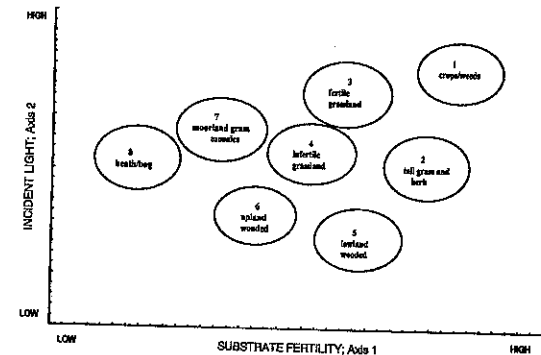 HIGH
INCIDENT LIGHT; Axis 2
LOW
1
crops/weeds
3
fertile
grassland
7
moorland grass
mosaics
4
infertile
grassland
8
heath/bog
2
tall grass and
herb
6
upland
wooded
5
lowland
wooded
LOW
SUBSTRATE FERTILITY; Axis 1
HIGH